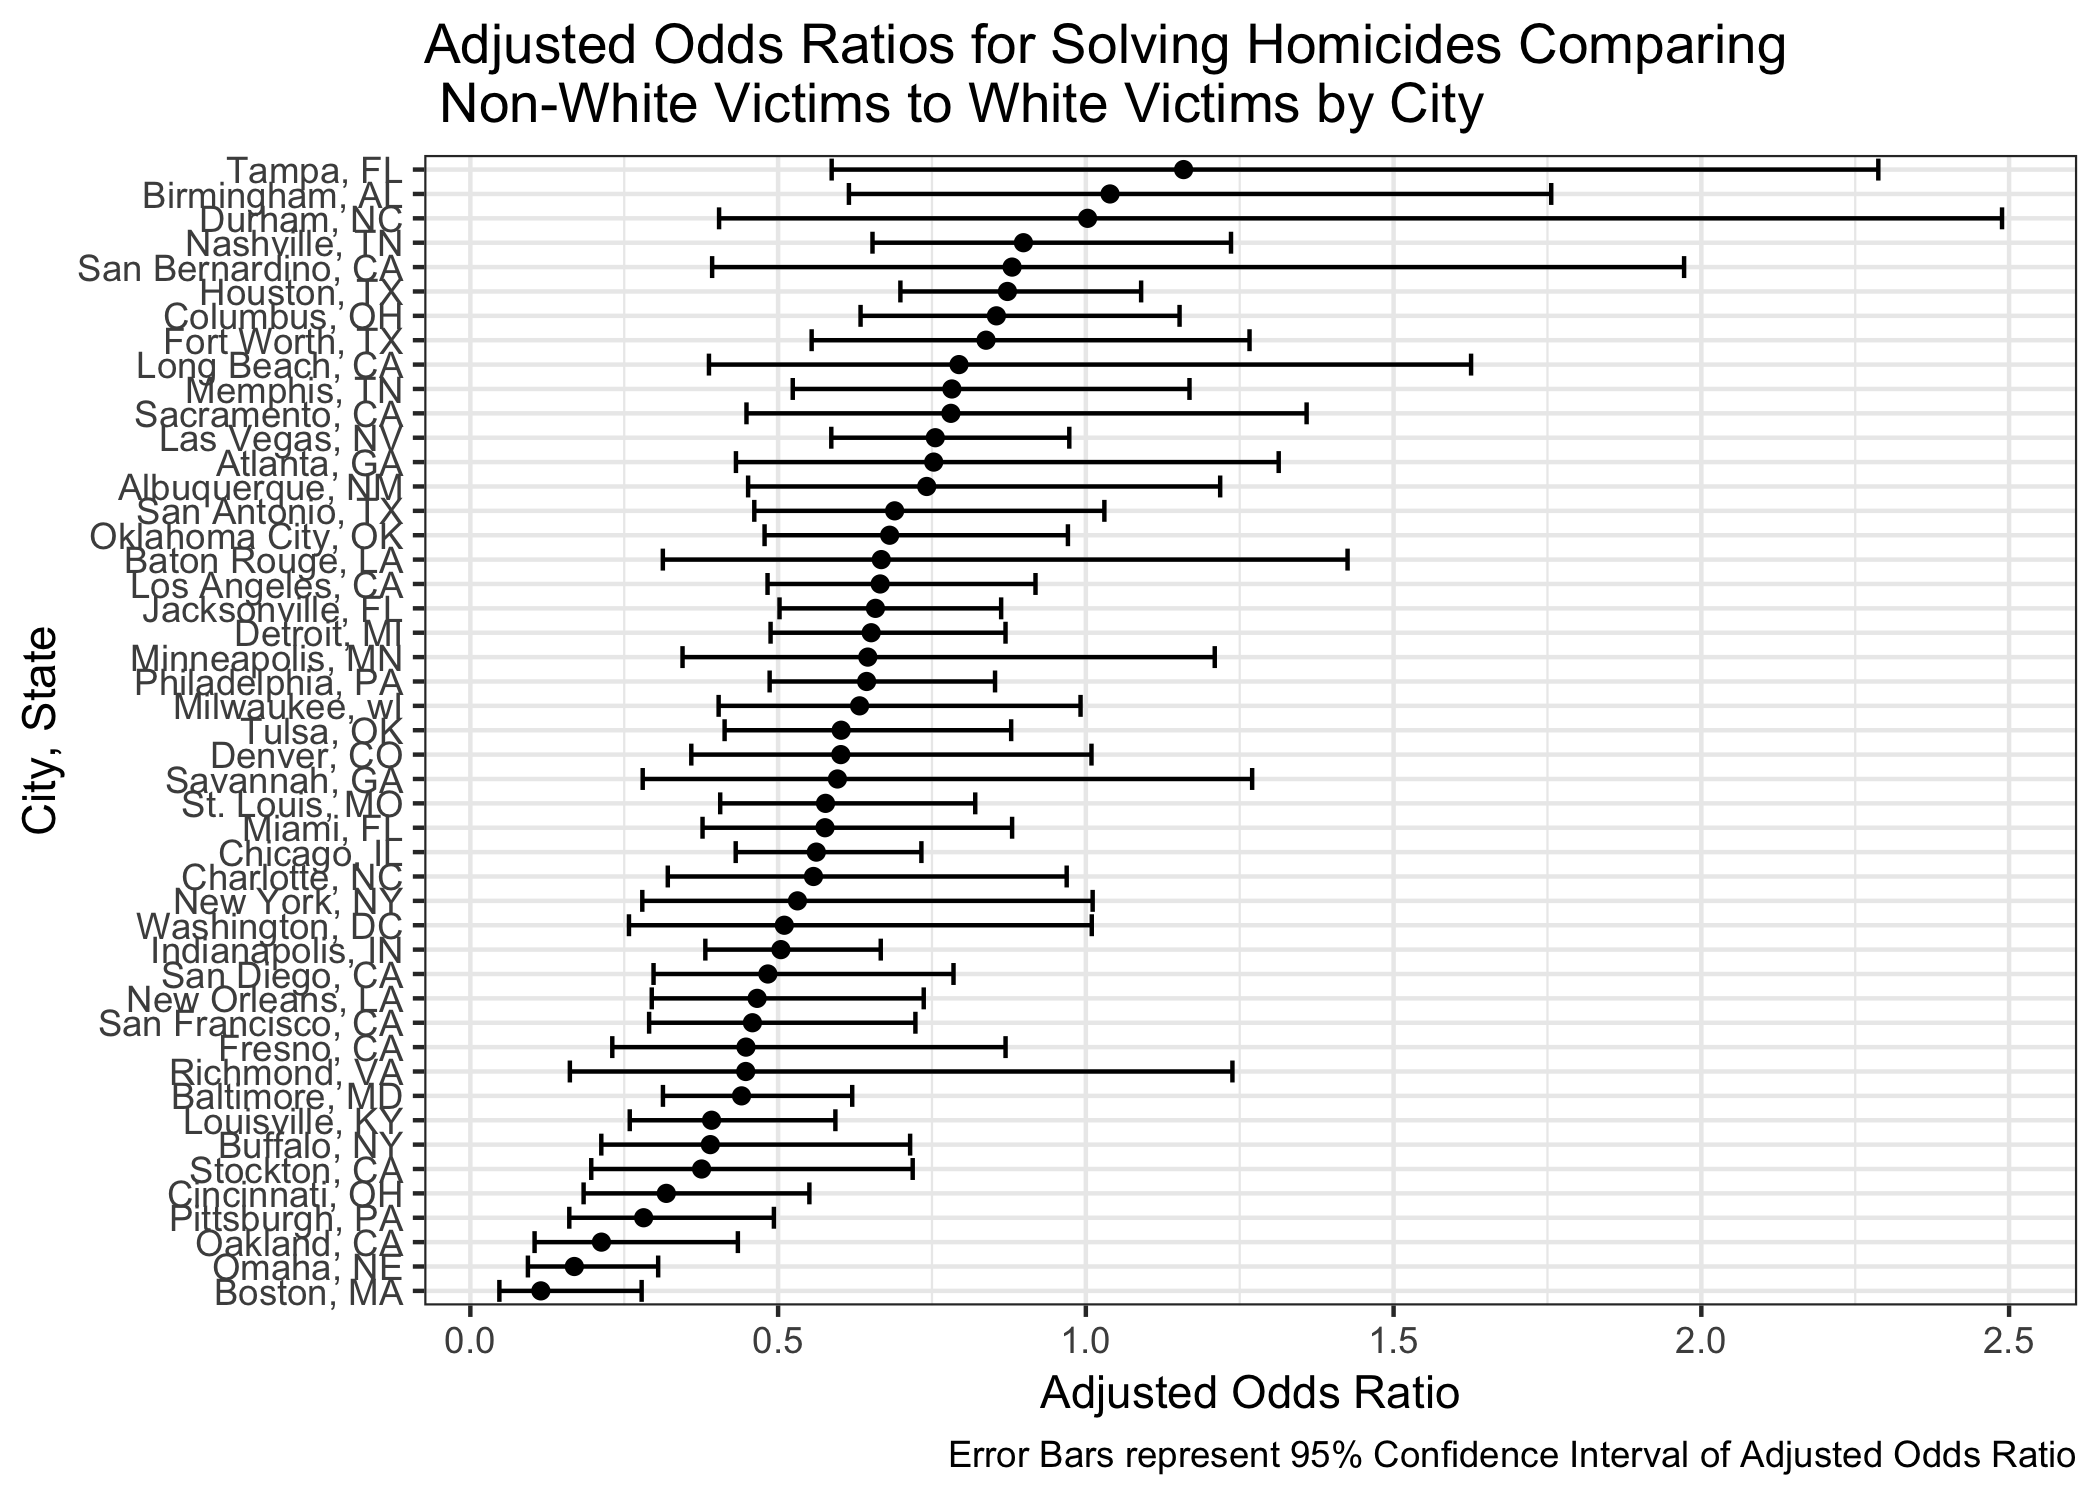 Adjusted Odds Ratios for Solving Homicides Comparing
Non-White Victims to White Victims by City
Tampa, FL
Birmingham, AL
Durham, NC
Nashville, TN
San Bernardino, CA
Houston, TX
Columbus, OH
Fort Worth, TX
Long Beach, CA
Memphis, TN
Sacramento, CA
Las Vegas, NV
Atlanta, GA
Albuquerque, NM
San Antonio, TX
Oklahoma City, OK
Baton Rouge, LA
Los Angeles, CA
Jacksonville, FL
Detroit, MI
Minneapolis, MN
Philadelphia, PA
Milwaukee, wI
Tulsa, OK
Denver, CO
Savannah, GA
St. Louis, MO
Miami, FL
Chicago, IL
Charlotte, NC
New York, NY
Washington, DC
Indianapolis, IN
San Diego, CA
New Orleans, LA
San Francisco, CA
Fresno, CA
Richmond, VA
Baltimore, MD
Louisville, KY
Buffalo, NY
Stockton, CA
Cincinnati, OH
Pittsburgh, PA
Oakland, CA
Omaha, NE
Boston, MA
City, State
0.0 0.5 1.0 1.5 2.0 2.5
Adjusted Odds Ratio
Error Bars represent 95% Confidence Interval of Adjusted Odds Ratio